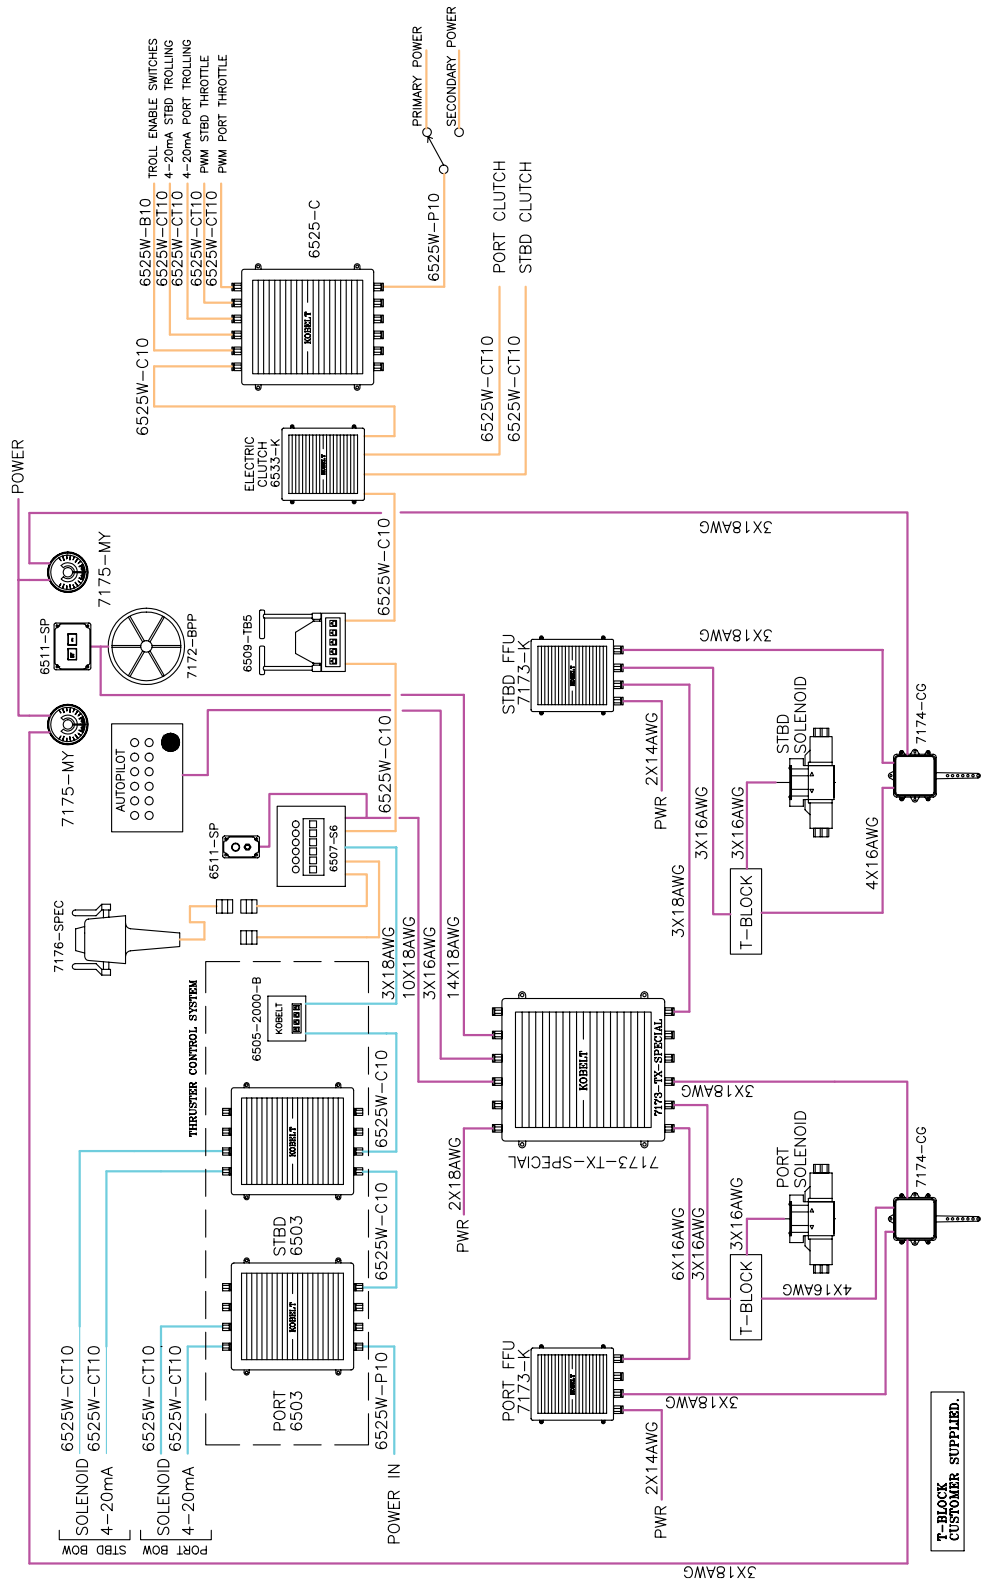 POWER
7175-MY
6511-SP
7172-BPP
7175-MY
AUTOPILOT
6511-SP
6507-S6
7176-SPEC
6509-TB5
6525W-C10
6525W-C10
ELECTRIC
CLUTCH
6533-K
KOBELT
6525W-C10
6525W-B10
6525W-CT10
6525W-CT10
6525W-CT10
6525W-CT10
TROLL ENABLE SWITCHES
4-20mA STBD TROLLING
4-20mA PORT TROLLING
PWM STBD THROTTLE
PWM PORT THROTTLE
6525-C
KOBELT
6525W-P10
PRIMARY POWER
SECONDARY POWER
6525W-CT10
6525W-CT10
PORT CLUTCH
STBD CLUTCH
THRUSTER CONTROL SYSTEM
6505-2000-B
KOBELT
KOBELT
STBD
6503
KOBELT
PORT
6503
6525W-C10
6525W-C10
6525W-P10
POWER IN
STBD BOW
SOLENOID
4-20mA
6525W-CT10
6525W-CT10
PORT BOW
SOLENOID
4-20mA
6525W-CT10
6525W-CT10
3X18AWG
10X18AWG
3X16AWG
14X18AWG
PWR
2X18AWG
KOBELT
7173-TX-SPECIAL
7173-TX-SPECIAL
3X18AWG
3X16AWG
STBD FFU
7173-K
KOBELT
PWR
2X14AWG
3X18AWG
3X18AWG
T-BLOCK
3X16AWG
STBD
SOLENOID
4X16AWG
7174-CG
3X18AWG
6X16AWG
3X16AWG
T-BLOCK
3X16AWG
PORT
SOLENOID
4X16AWG
7174-CG
PORT FFU
7173-K
KOBELT
PWR
2X14AWG
3X18AWG
3X18AWG
T-BLOCK
CUSTOMER SUPPLIED.